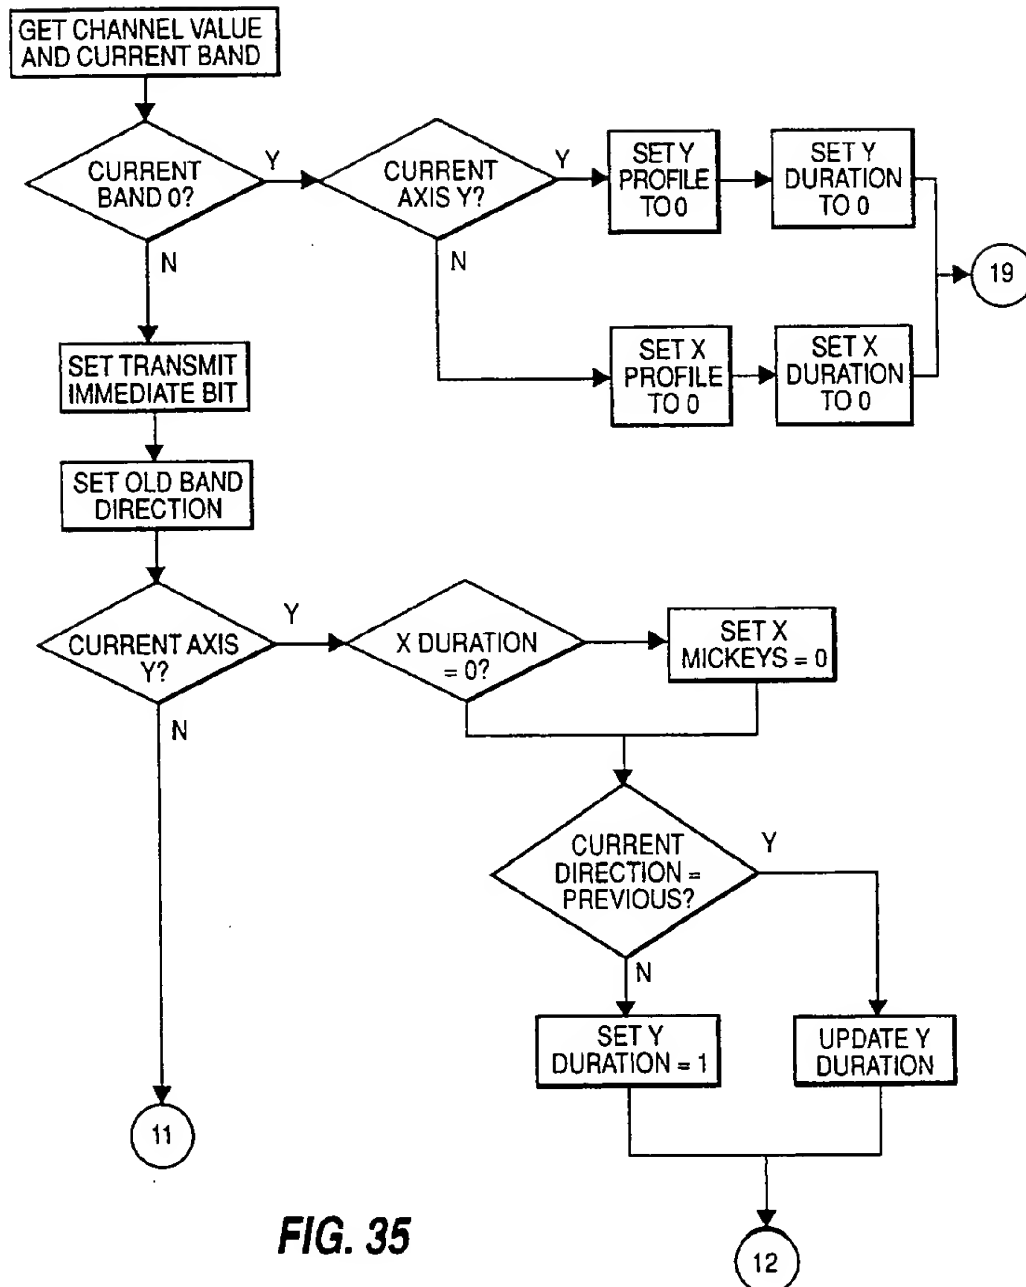 GET CHANNEL VALUE
AND CURRENT BAND
CURRENT
BAND 0?
Y
N
CURRENT
AXIS Y?
Y
N
SET Y
PROFILE
TO 0
SET Y
DURATION
TO 0
19
SET X
PROFILE
TO 0
SET X
DURATION
TO 0
SET TRANSMIT
IMMEDIATE BIT
SET OLD BAND
DIRECTION
CURRENT AXIS
Y?
Y
N
X DURATION
= 0?
SET X
MICKEYS = 0
CURRENT
DIRECTION =
PREVIOUS?
Y
N
SET Y
DURATION = 1
UPDATE Y
DURATION
11
12
FIG. 35